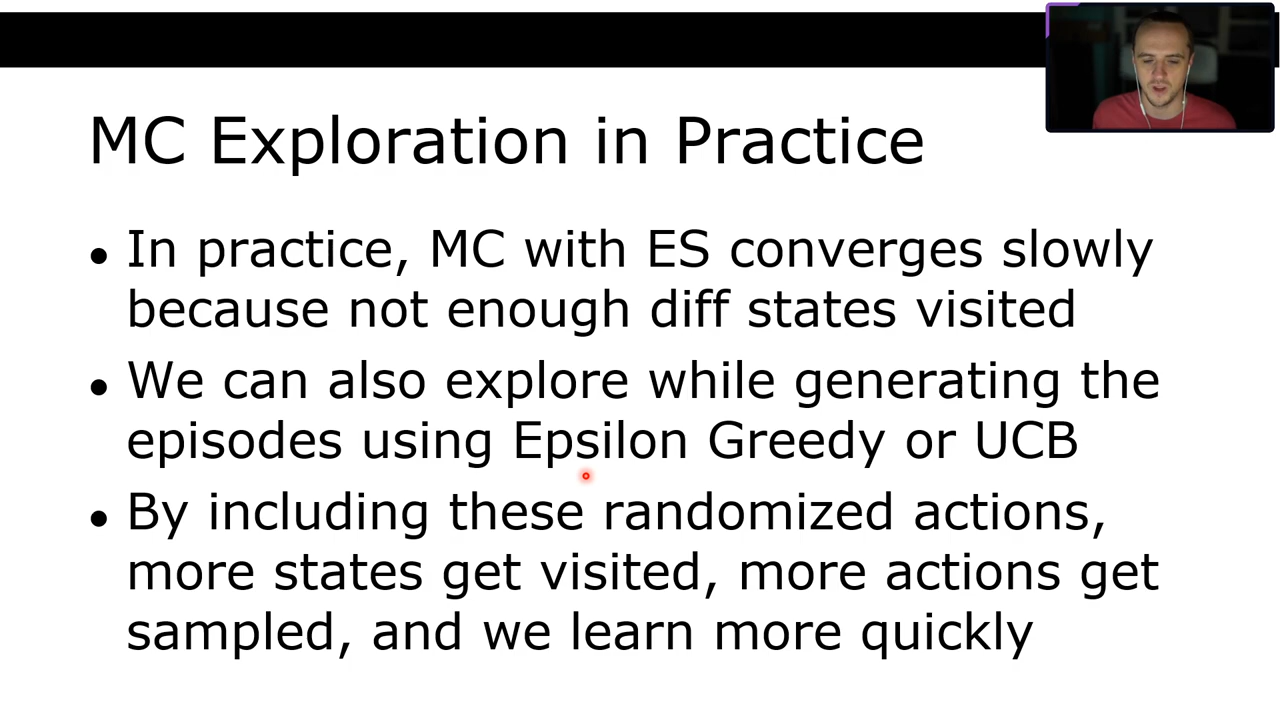 MC Exploration in Practice
• In practice, MC with ES converges slowly
because not enough diff states visited
• We can also explore while generating the
episodes using Epsilon Greedy or UCB
• By including these randomized actions,
more states get visited, more actions get
sampled, and we learn more quickly